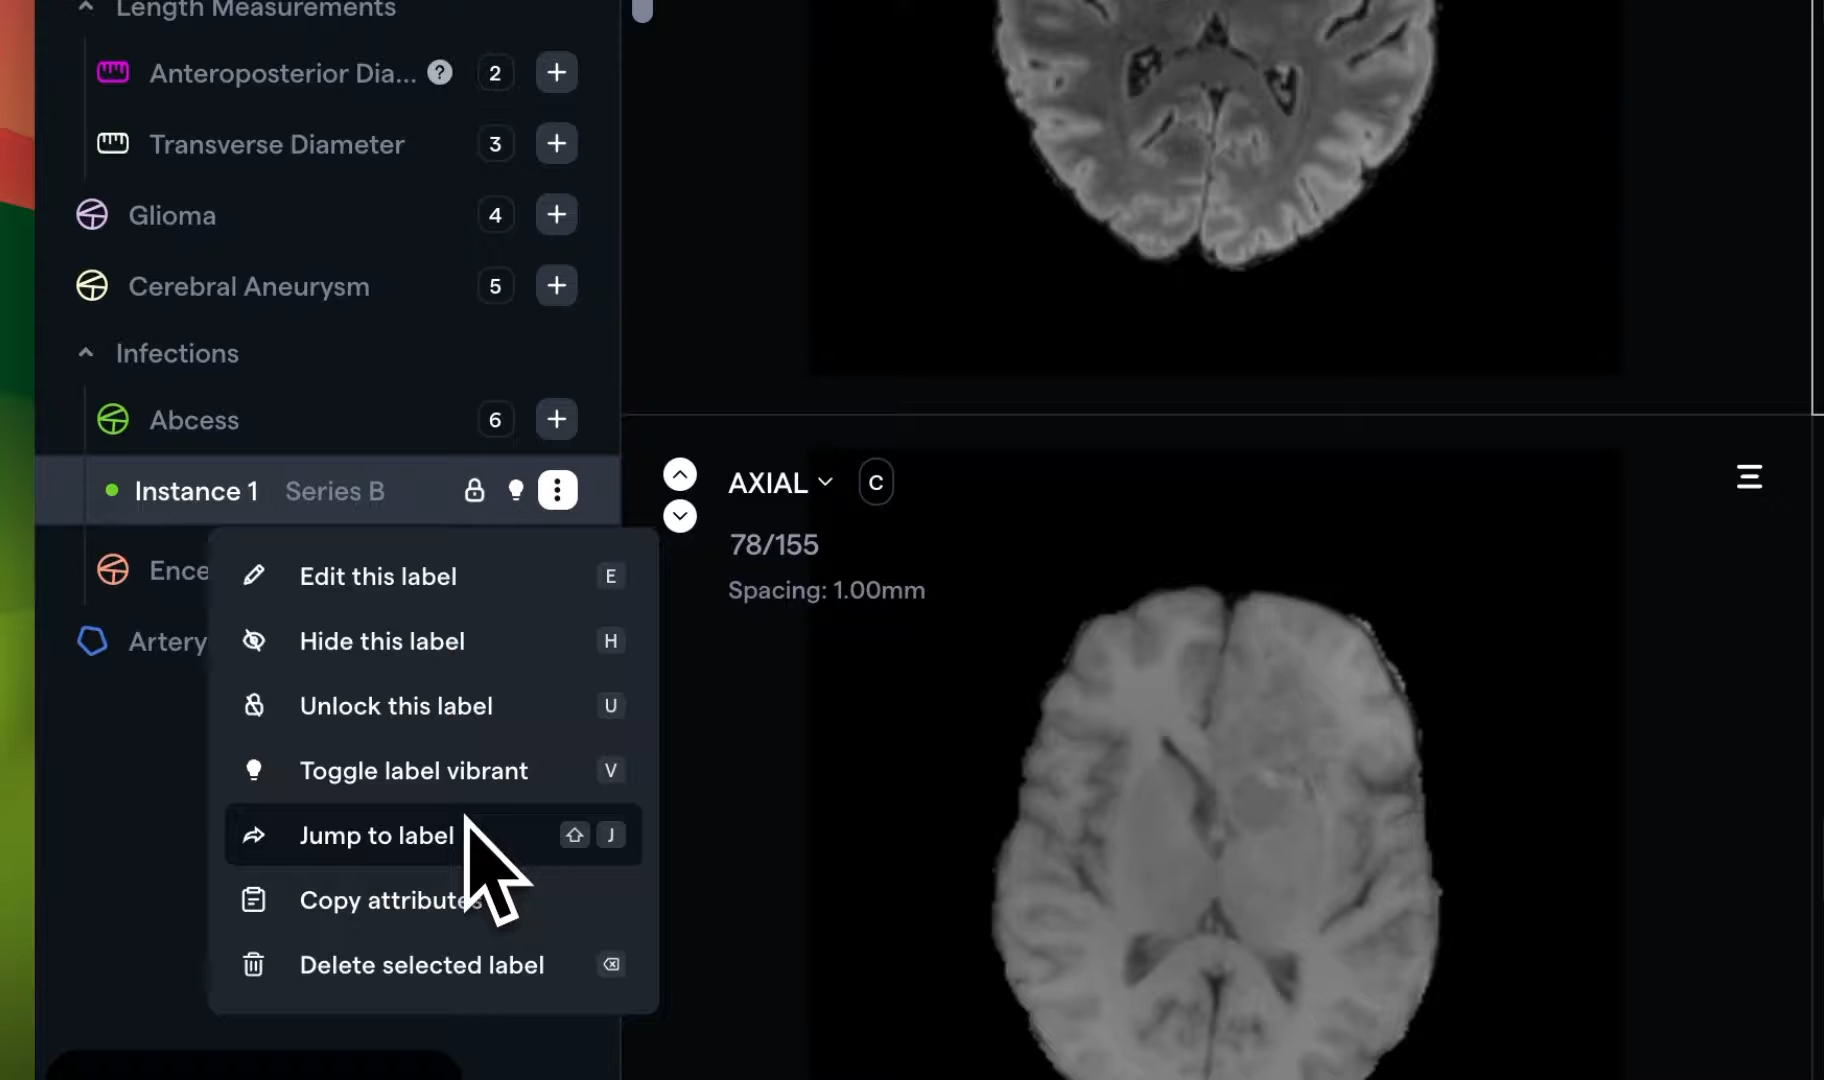 Length Measurements
Anteroposterior Dia... ? 2 +
Transverse Diameter 3 +
Glioma 4 +
Cerebral Aneurysm 5 +
Infections
Abcess 6 +
Instance 1 Series B
AXIAL C
78/155
Spacing: 1.00mm
Ence
Artery
Edit this label E
Hide this label H
Unlock this label U
Toggle label vibrant V
Jump to label J
Copy attributes
Delete selected label